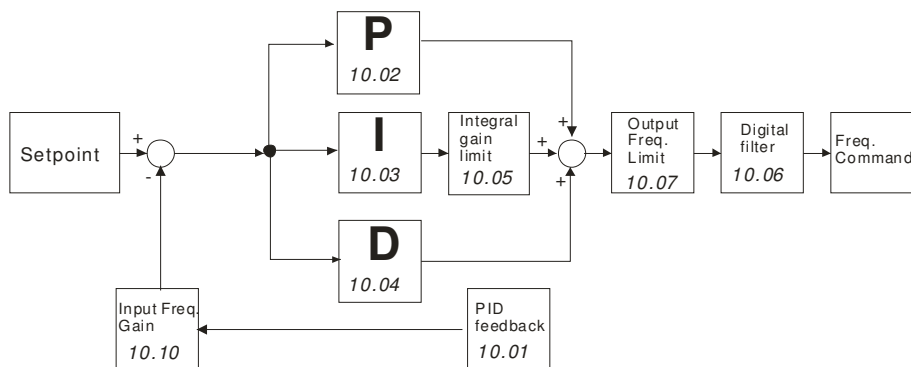 P
10.02
Setpoint
+
-
I
10.03
Integral
gain
limit
10.05
+
+
+
Output
Freq.
Limit
10.07
Digital
filter
10.06
Freq.
Command
D
10.04
Input Freq.
Gain
10.10
PID
feedback
10.01